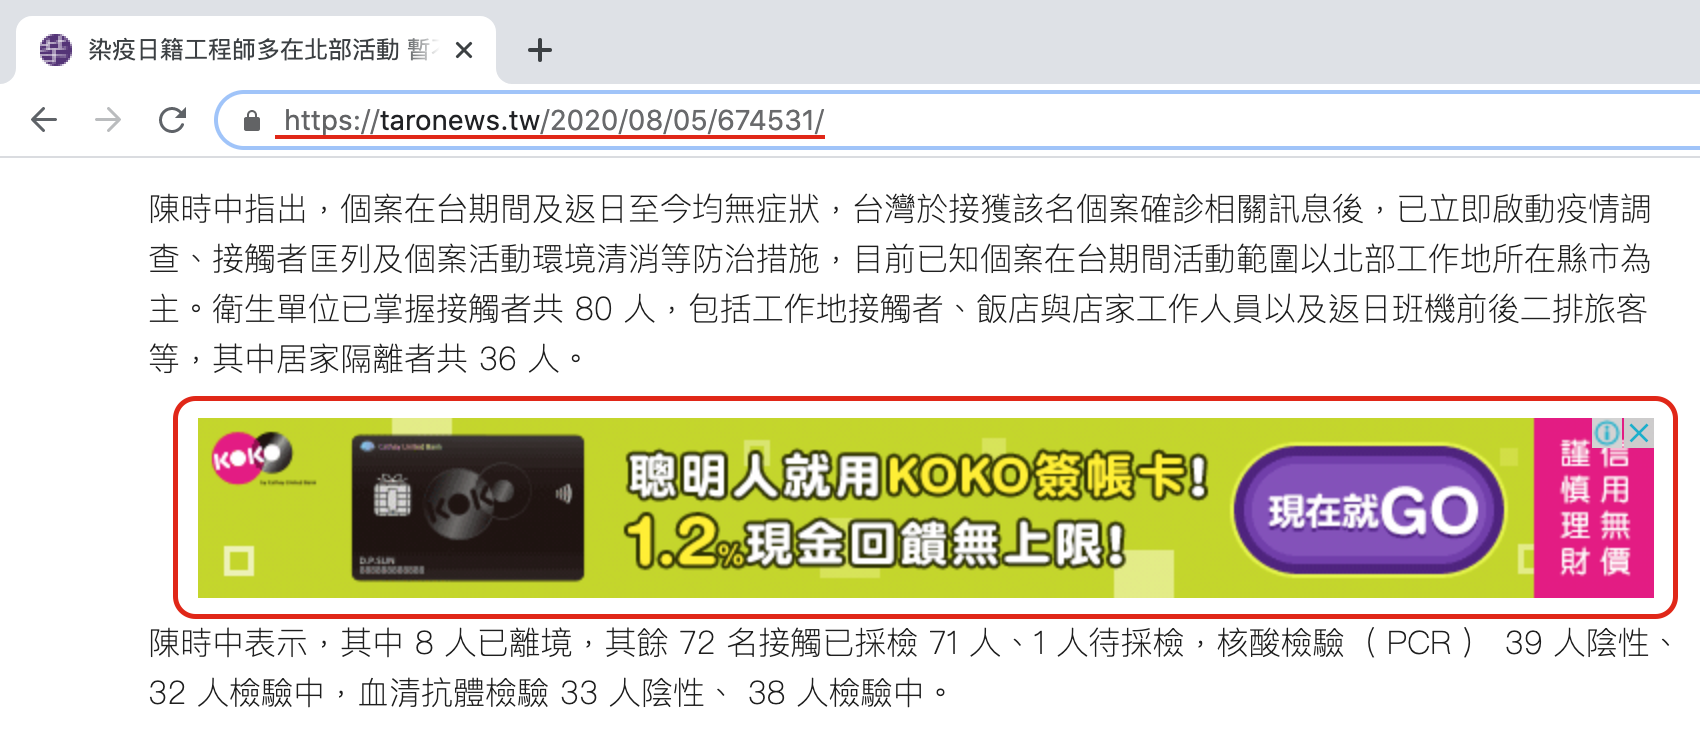 染疫日籍工程師多在北部活動 暫
https://taronews.tw/2020/08/05/674531/
陳時中指出，個案在台期間及返日至今均無症狀，台灣於接獲該名個案確診相關訊息後，已立即啟動疫情調
查、接觸者匡列及個案活動環境清消等防治措施，目前已知個案在台期間活動範圍以北部工作地所在縣市為
主。衛生單位已掌握接觸者共 80 人，包括工作地接觸者、飯店與店家工作人員以及返日班機前後二排旅客
等，其中居家隔離者共 36 人。
KOKO
by Cathay United Bank
Cathay United Bank
KOKO
D.P.SUN
聰明人就用KOKO簽帳卡!
1.2%現金回饋無上限!
現在就GO
謹慎理財
信用無價
陳時中表示，其中 8 人已離境，其餘 72 名接觸已採檢 71 人、1 人待採檢，核酸檢驗（PCR） 39 人陰性、
32 人檢驗中，血清抗體檢驗 33 人陰性、 38 人檢驗中。